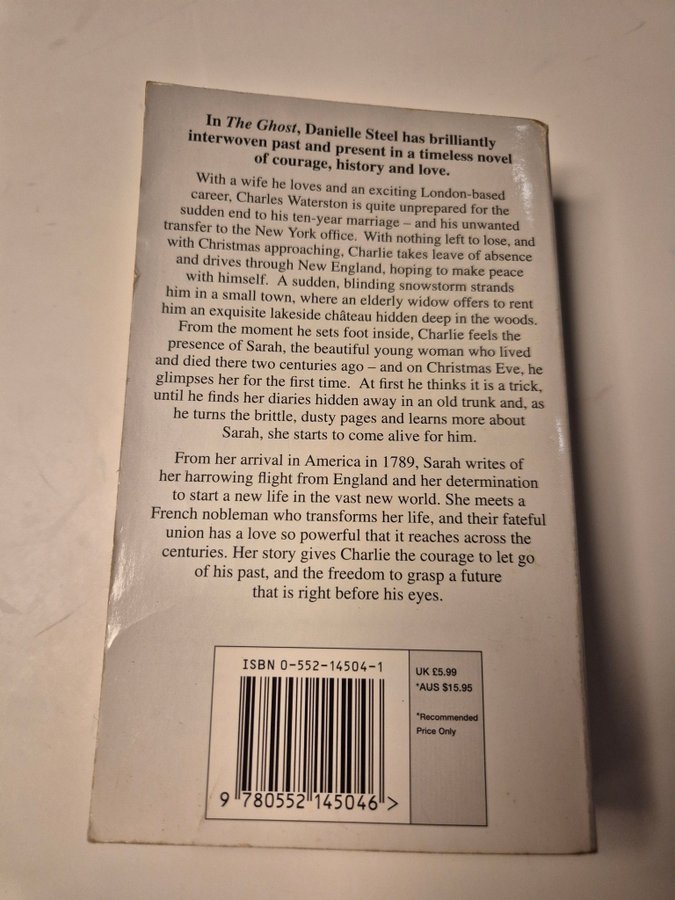 In The Ghost, Danielle Steel has brilliantly
interwoven past and present in a timeless novel
of courage, history and love.
With a wife he loves and an exciting London-based
career, Charles Waterston is quite unprepared for the
sudden end to his ten-year marriage – and his unwanted
transfer to the New York office. With nothing left to lose, and
with Christmas approaching, Charlie takes leave of absence
and drives through New England, hoping to make peace
with himself. A sudden, blinding snowstorm strands
him in a small town, where an elderly widow offers to rent
him an exquisite lakeside château hidden deep in the woods.
From the moment he sets foot inside, Charlie feels the
presence of Sarah, the beautiful young woman who lived
and died there two centuries ago – and on Christmas Eve, he
glimpses her for the first time. At first he thinks it is a trick,
until he finds her diaries hidden away in an old trunk and, as
he turns the brittle, dusty pages and learns more about
Sarah, she starts to come alive for him.
From her arrival in America in 1789, Sarah writes of
her harrowing flight from England and her determination
to start a new life in the vast new world. She meets a
French nobleman who transforms her life, and their fateful
union has a love so powerful that it reaches across the
centuries. Her story gives Charlie the courage to let go
of his past, and the freedom to grasp a future
that is right before his eyes.
ISBN 0-552-14504-1
9 780552 145046 >
UK £5.99
*AUS $15.95
*Recommended
Price Only